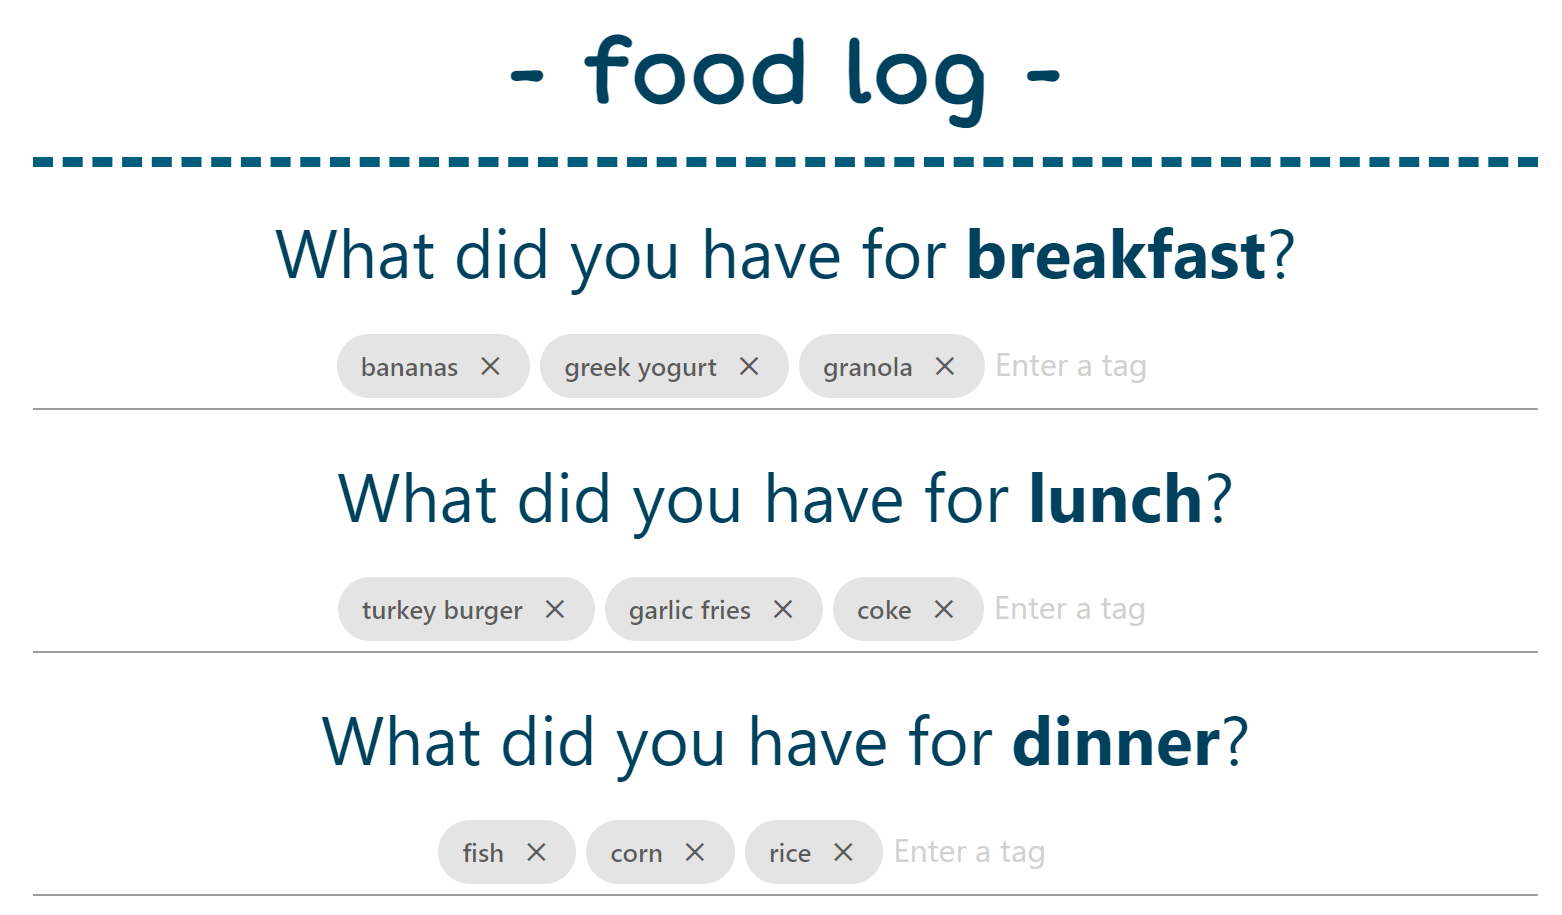 - food log -
What did you have for breakfast?
bananas × greek yogurt × granola × Enter a tag
What did you have for lunch?
turkey burger × garlic fries × coke × Enter a tag
What did you have for dinner?
fish × corn × rice × Enter a tag